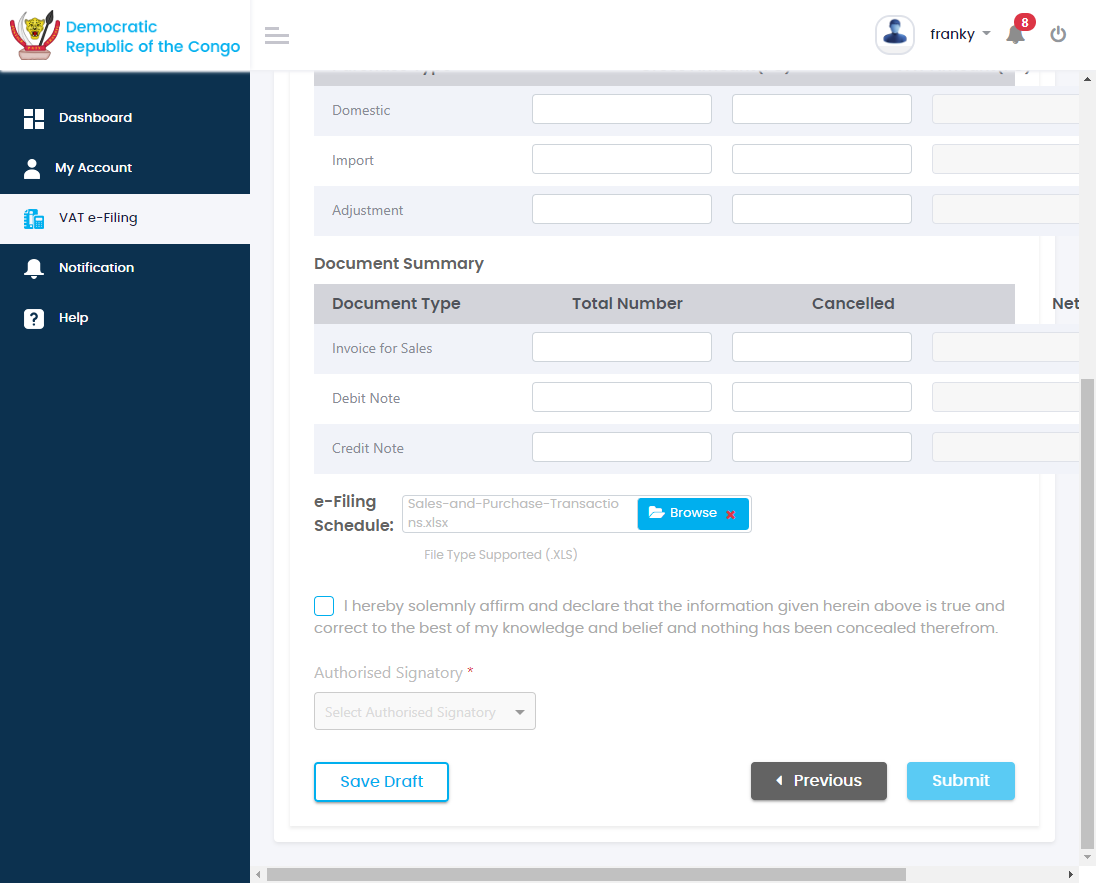 Democratic
Republic of the Congo
franky
8
Dashboard
My Account
VAT e-Filing
Notification
Help
Domestic
Import
Adjustment
Document Summary
Document Type Total Number Cancelled Net
Invoice for Sales
Debit Note
Credit Note
e-Filing
Schedule:
Sales-and-Purchase-Transactio
ns.xlsx
Browse
File Type Supported (.XLS)
I hereby solemnly affirm and declare that the information given herein above is true and
correct to the best of my knowledge and belief and nothing has been concealed therefrom.
Authorised Signatory *
Select Authorised Signatory
Save Draft
Previous
Submit